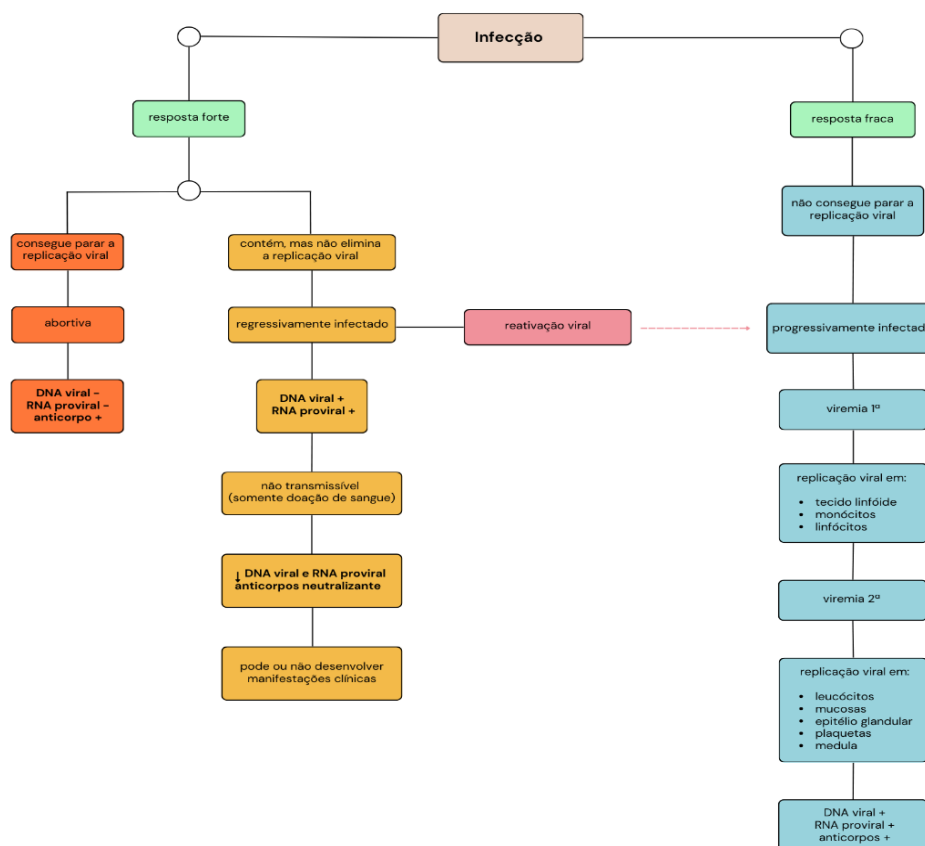 Infecção
resposta forte
resposta fraca
não consegue parar a
replicação viral
consegue parar a
replicação viral
contém, mas não elimina
a replicação viral
abortiva
regressivamente infectado
reativação viral
progressivamente infectad
DNA viral -
RNA proviral -
anticorpo +
DNA viral +
RNA proviral +
viremia 1ª
não transmissível
(somente doação de sangue)
replicação viral em:
• tecido linfóide
• monócitos
• linfócitos
↓ DNA viral e RNA proviral
anticorpos neutralizante
viremia 2ª
pode ou não desenvolver
manifestações clínicas
replicação viral em:
• leucócitos
• mucosas
• epitélio glandular
• plaquetas
• medula
DNA viral +
RNA proviral +
anticorpos +